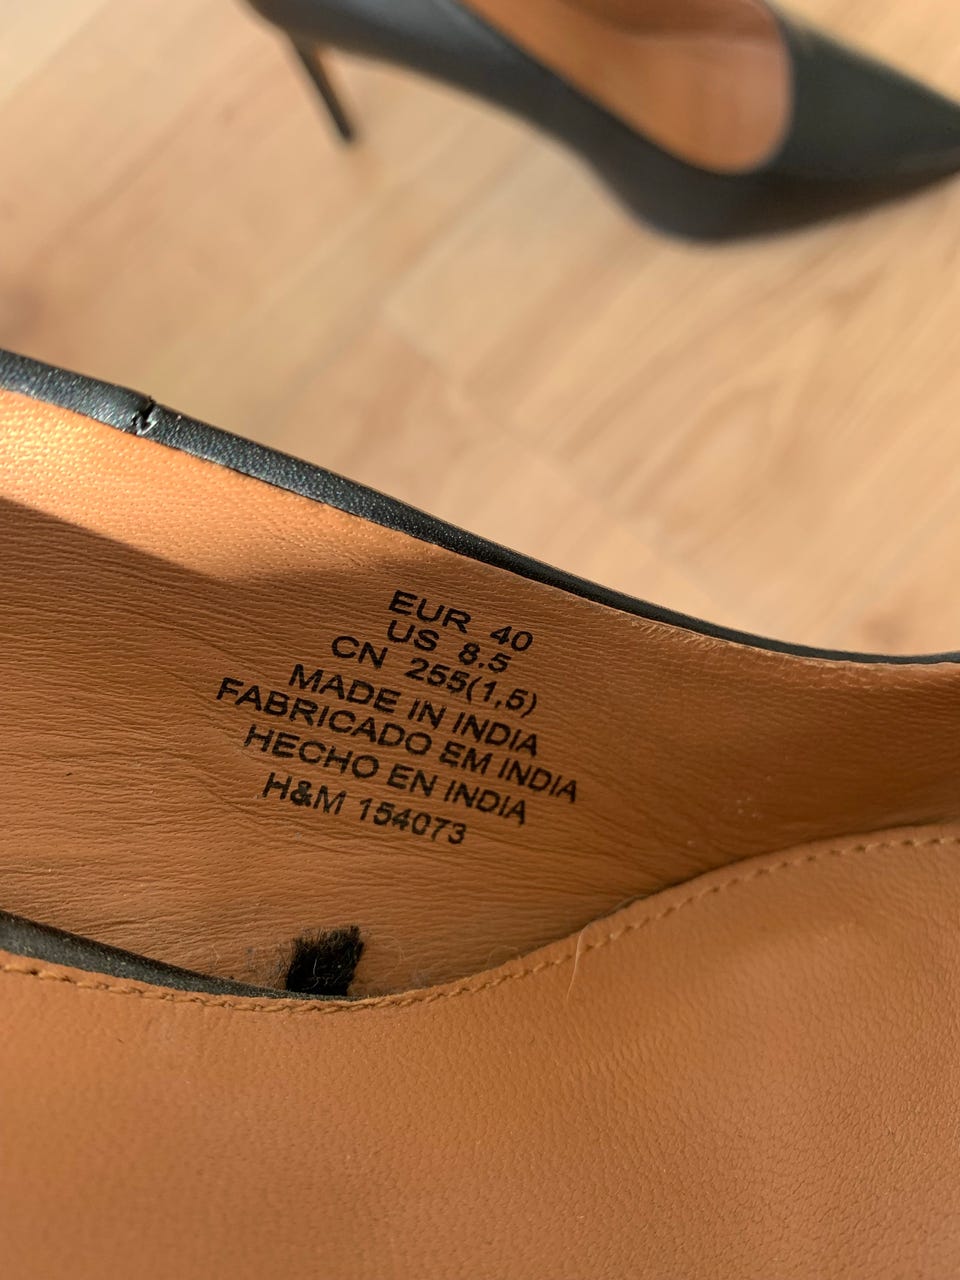 EUR 40
US 8.5
CN 255(1,5)
MADE IN INDIA
FABRICADO EM INDIA
HECHO EN INDIA
H&M 154073